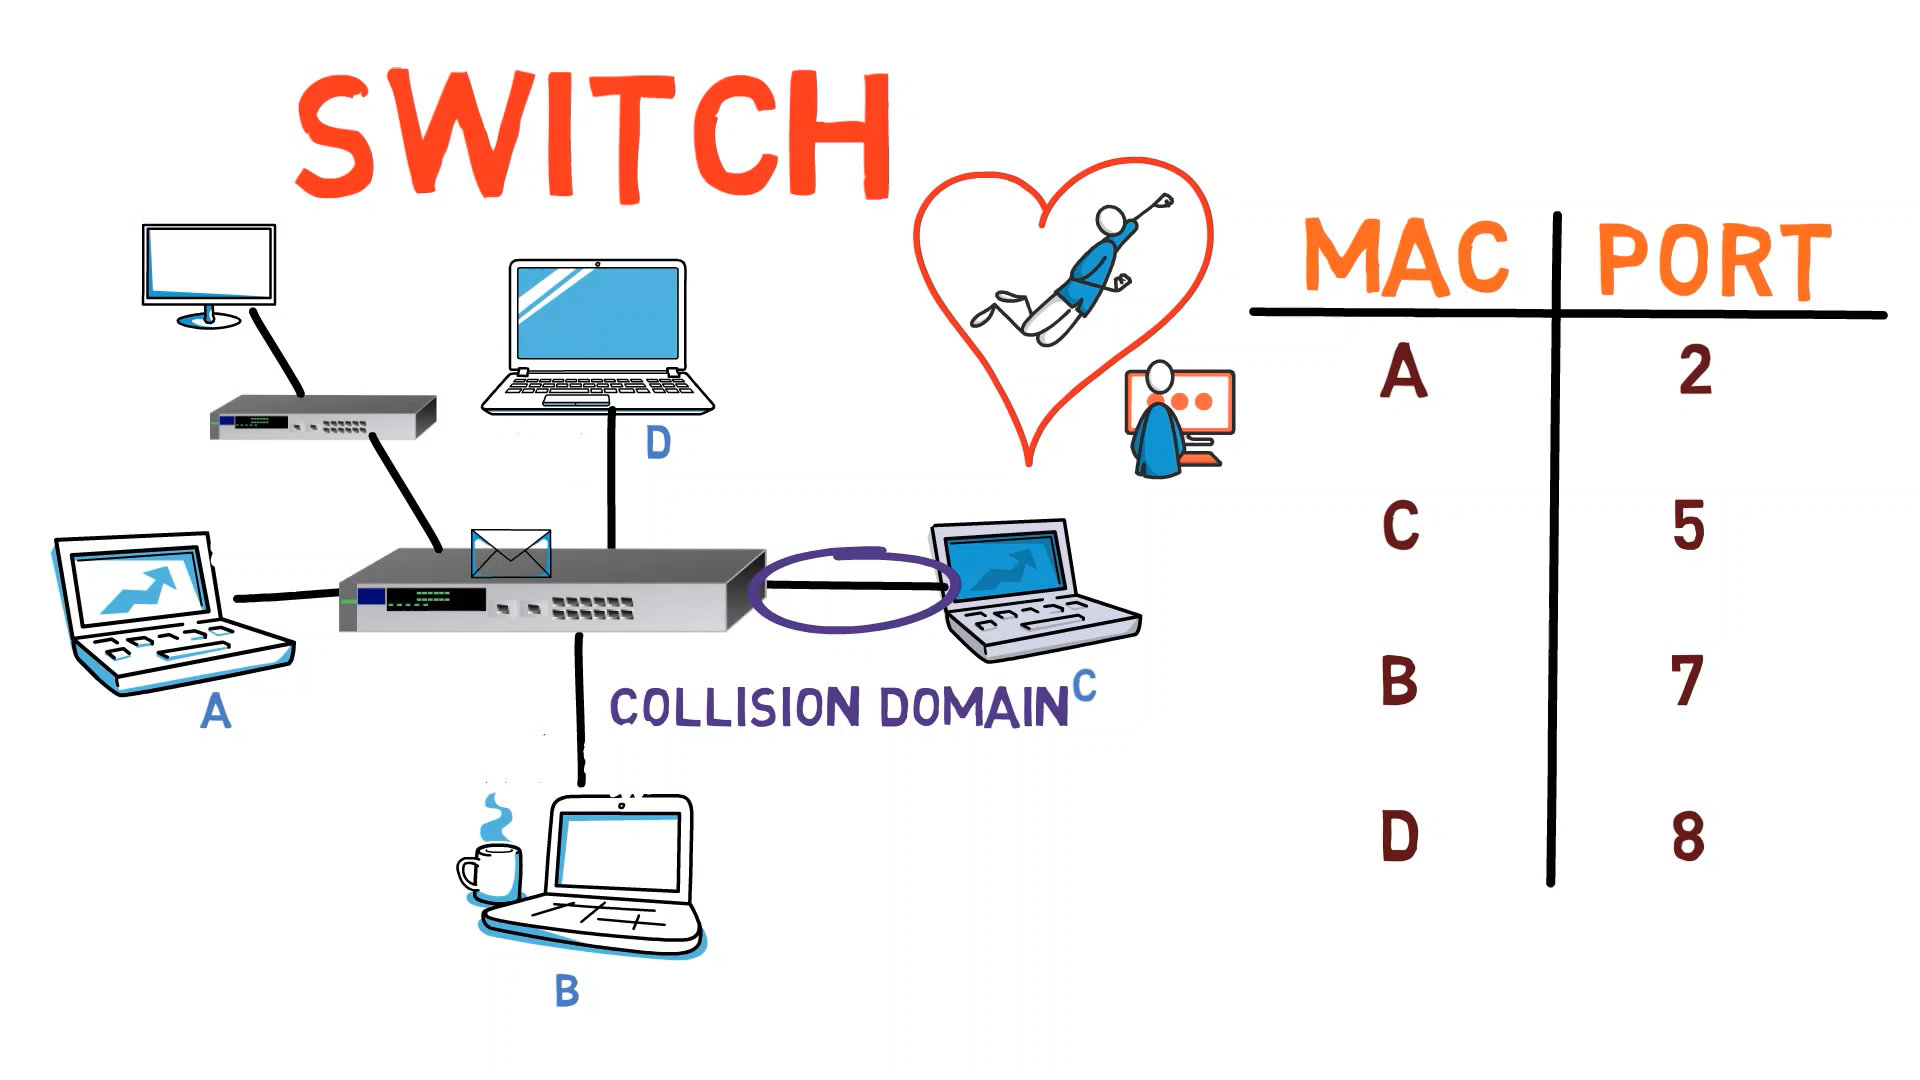 SWITCH
MAC PORT
A 2
C 5
B 7
D 8
D
A
C
COLLISION DOMAIN
B